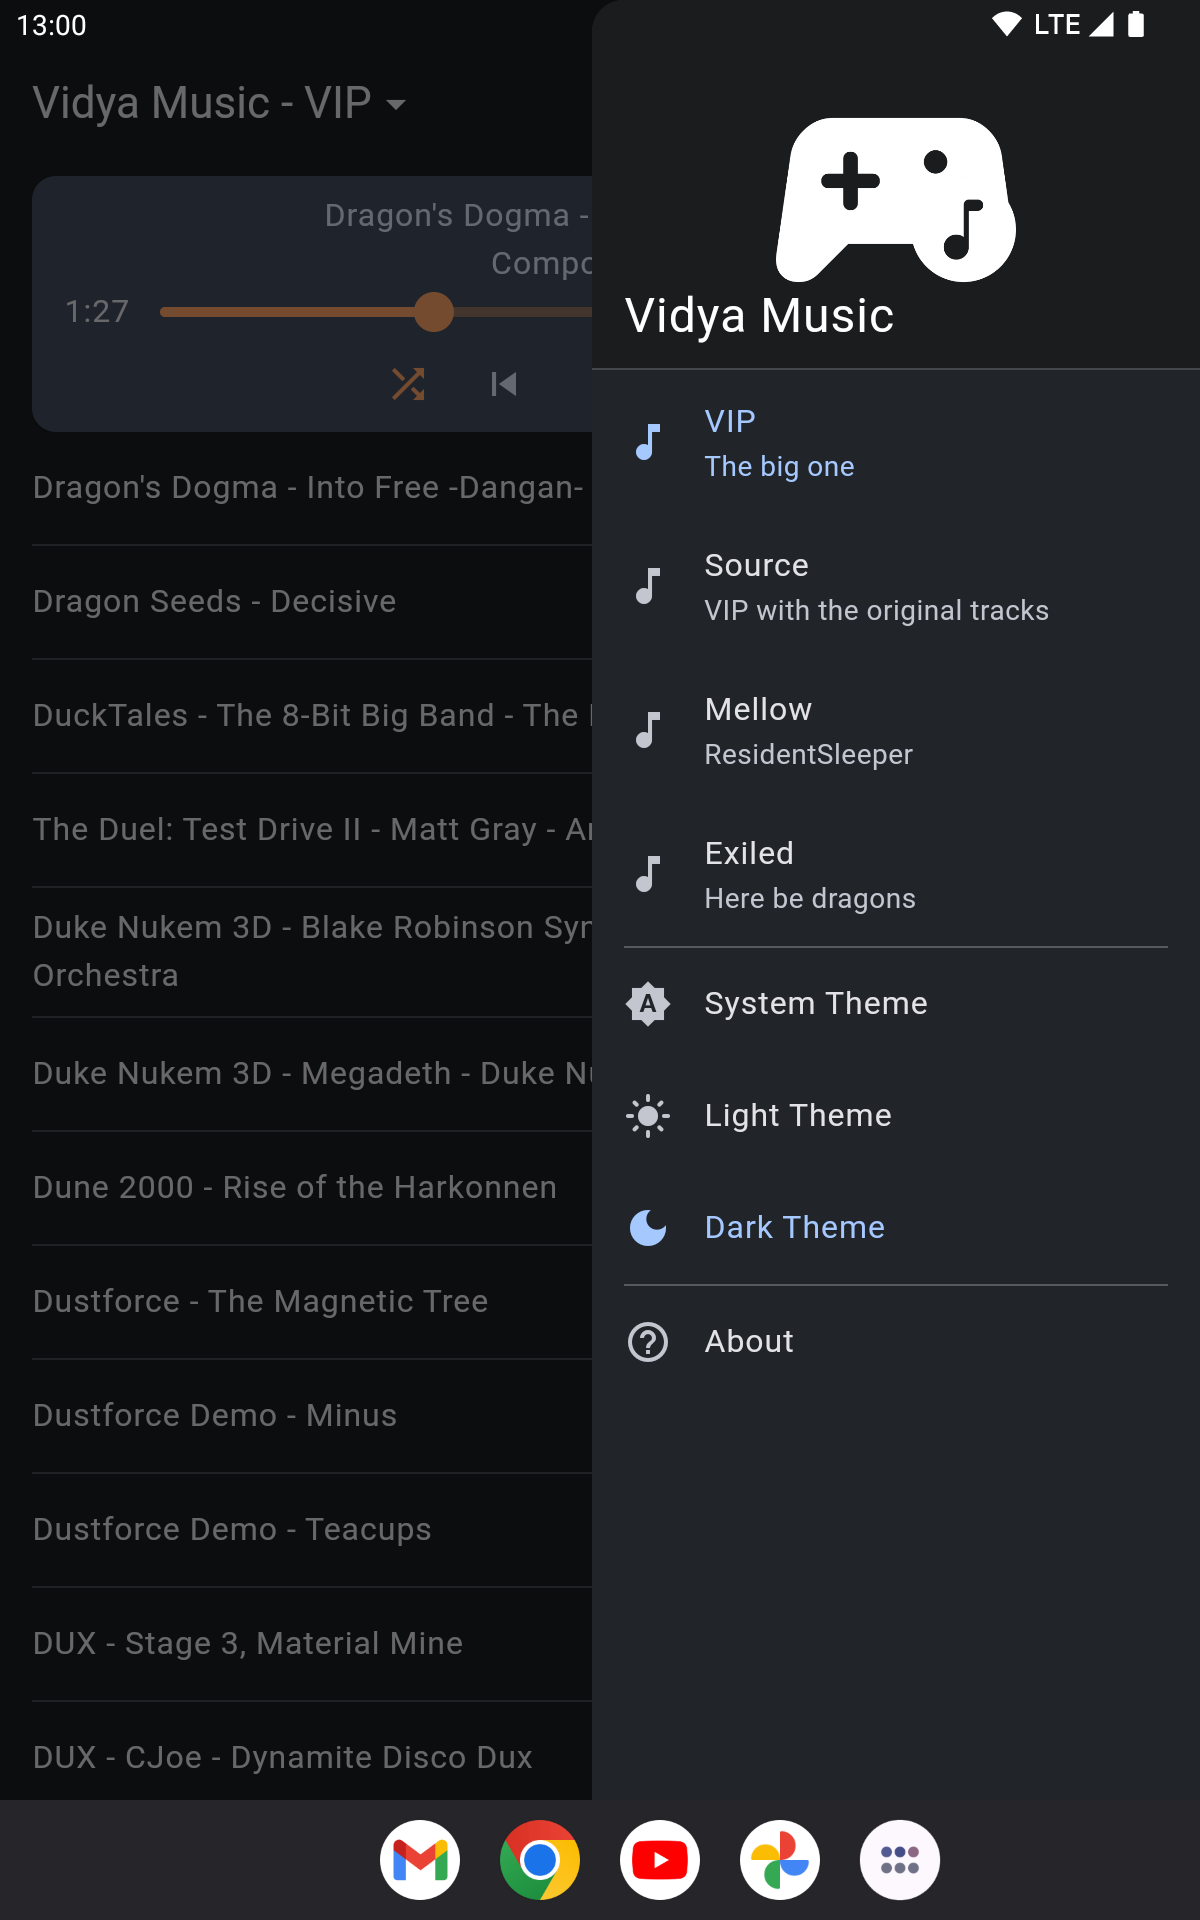 13:00
LTE
Vidya Music - VIP
Dragon's Dogma -
1:27
Dragon's Dogma - Into Free -Dangan-
Dragon Seeds - Decisive
DuckTales - The 8-Bit Big Band - The
The Duel: Test Drive II - Matt Gray -
Duke Nukem 3D - Blake Robinson
Orchestra
Duke Nukem 3D - Megadeth - Duke
Dune 2000 - Rise of the Harkonnen
Dustforce - The Magnetic Tree
Dustforce Demo - Minus
Dustforce Demo - Teacups
DUX - Stage 3, Material Mine
DUX - CJoe - Dynamite Disco Dux
Vidya Music
VIP
The big one
Source
VIP with the original tracks
Mellow
ResidentSleeper
Exiled
Here be dragons
A
System Theme
Light Theme
Dark Theme
About